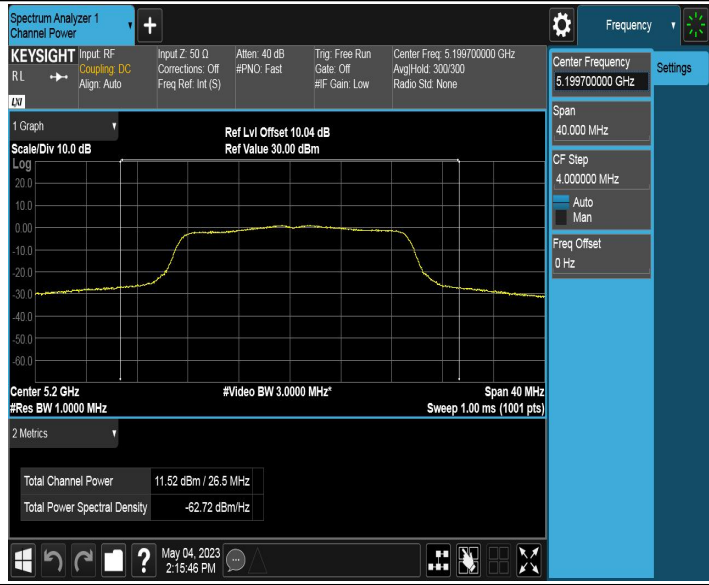 Spectrum Analyzer 1
Channel Power
+
Frequency
KEYSIGHT
R L
LXI
Input: RF
Coupling: DC
Align: Auto
Input Z: 50 Ω
Corrections: Off
Freq Ref: Int (S)
Atten: 40 dB
#PNO: Fast
Trig: Free Run
Gate: Off
#IF Gain: Low
Center Freq: 5.199700000 GHz
Avg|Hold: 300/300
Radio Std: None
Center Frequency
5.199700000 GHz
Settings
Span
40.000 MHz
CF Step
4.000000 MHz
Auto
Man
Freq Offset
0 Hz
1 Graph
Scale/Div 10.0 dB
Ref Lvl Offset 10.04 dB
Ref Value 30.00 dBm
Log
20.0
10.0
0.00
-10.0
-20.0
-30.0
-40.0
-50.0
-60.0
Center 5.2 GHz
#Video BW 3.0000 MHz*
Span 40 MHz
#Res BW 1.0000 MHz
Sweep 1.00 ms (1001 pts)
2 Metrics
Total Channel Power 11.52 dBm / 26.5 MHz
Total Power Spectral Density -62.72 dBm/Hz
?
May 04, 2023
2:15:46 PM